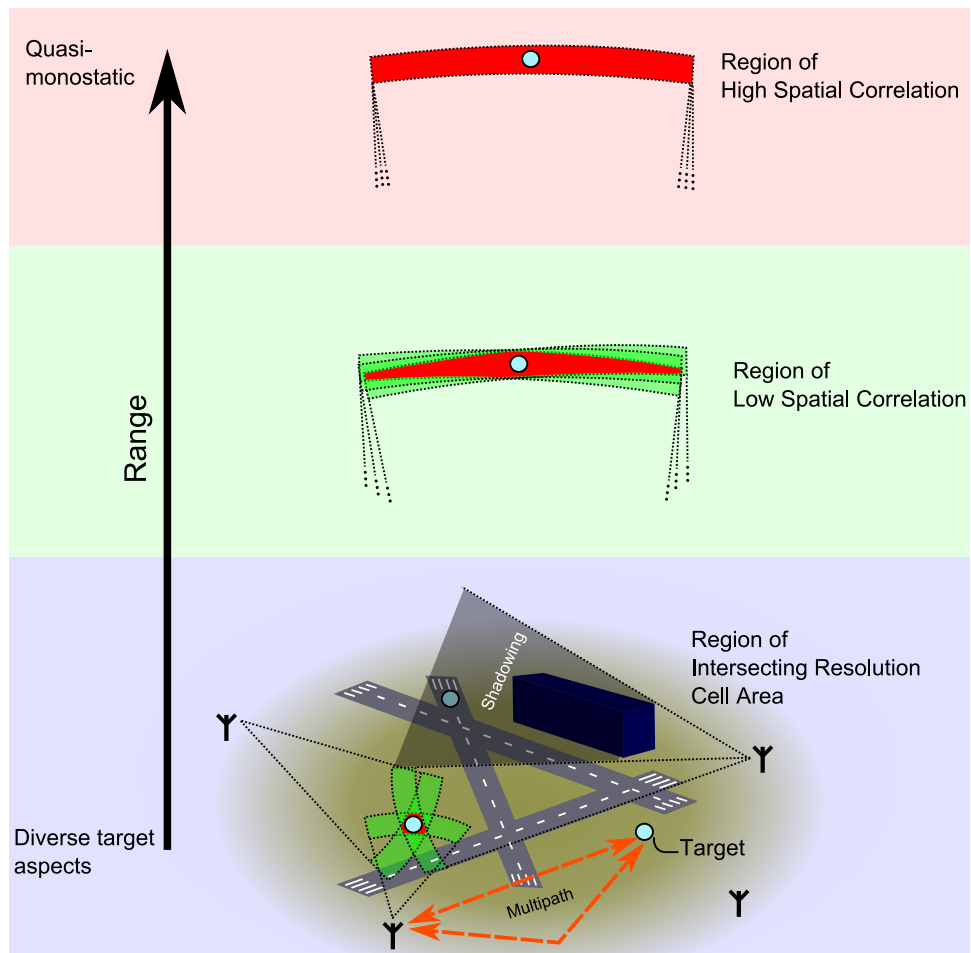 Quasi-
monostatic
Region of
High Spatial Correlation
Range
Region of
Low Spatial Correlation
Region of
Intersecting Resolution
Cell Area
Shadowing
Diverse target
aspects
Target
Multipath